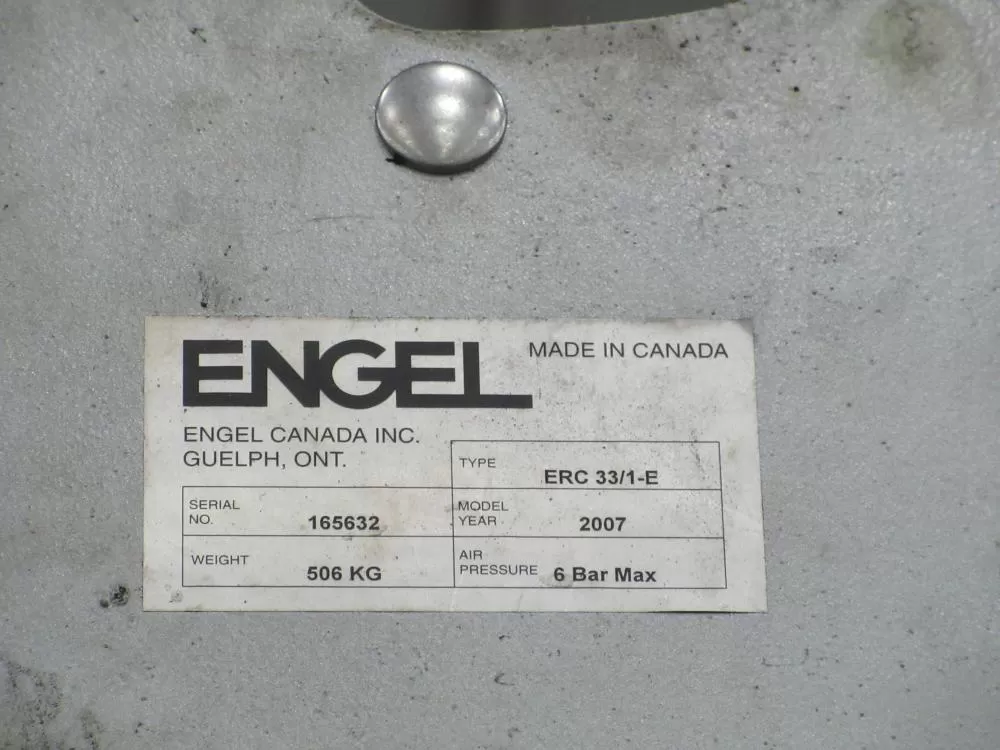 ENGEL MADE IN CANADA
ENGEL CANADA INC.
GUELPH, ONT.
TYPE ERC 33/1-E
SERIAL
NO. 165632
MODEL
YEAR 2007
WEIGHT 506 KG
AIR
PRESSURE 6 Bar Max